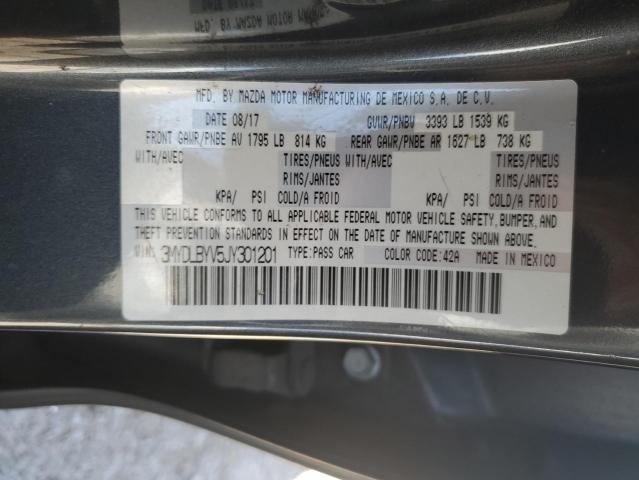 MFD. BY MAZDA MOTOR MANUFACTURING DE MEXICO S.A. DE C.V.
DATE 08/17 GVWR/PNBV 3393 LB 1539 KG
FRONT GAWR/PNBE AV 1795 LB 814 KG REAR GAWR/PNBE AR 1627 LB 738 KG
WITH/AVEC TIRES/PNEUS WITH/AVEC TIRES/PNEUS
RIMS/JANTES RIMS/JANTES
KPA/ PSI COLD/A FROID KPA/ PSI COLD/A FROID
THIS VEHICLE CONFORMS TO ALL APPLICABLE FEDERAL MOTOR VEHICLE SAFETY, BUMPER, AND
THEFT PREVENTION STANDARDS IN EFFECT ON THE DATE OF MANUFACTURE SHOWN ABOVE.
3MYDLBYV5JY301201 TYPE:PASS CAR COLOR CODE:42A MADE IN MEXICO